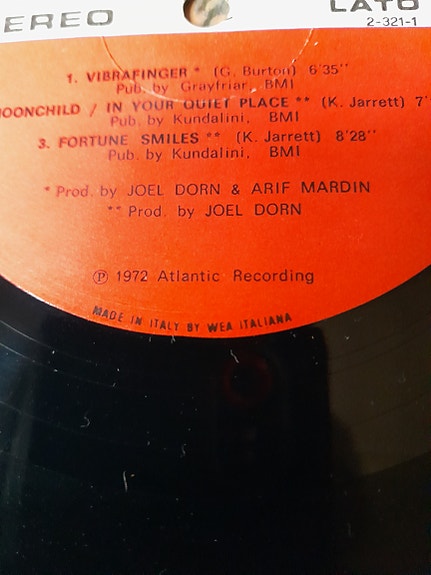 EREO
LATO
2-321-1
1. VIBRAFINGER * (G. Burton) 6'35"
Pub. by Grayfriar, BMI
MOONCHILD / IN YOUR QUIET PLACE ** (K. Jarrett) 7'
Pub. by Kundalini, BMI
3. FORTUNE SMILES ** (K. Jarrett) 8'28"
Pub. by Kundalini, BMI
* Prod. by JOEL DORN & ARIF MARDIN
** Prod. by JOEL DORN
℗ 1972 Atlantic Recording
MADE IN ITALY BY WEA ITALIANA